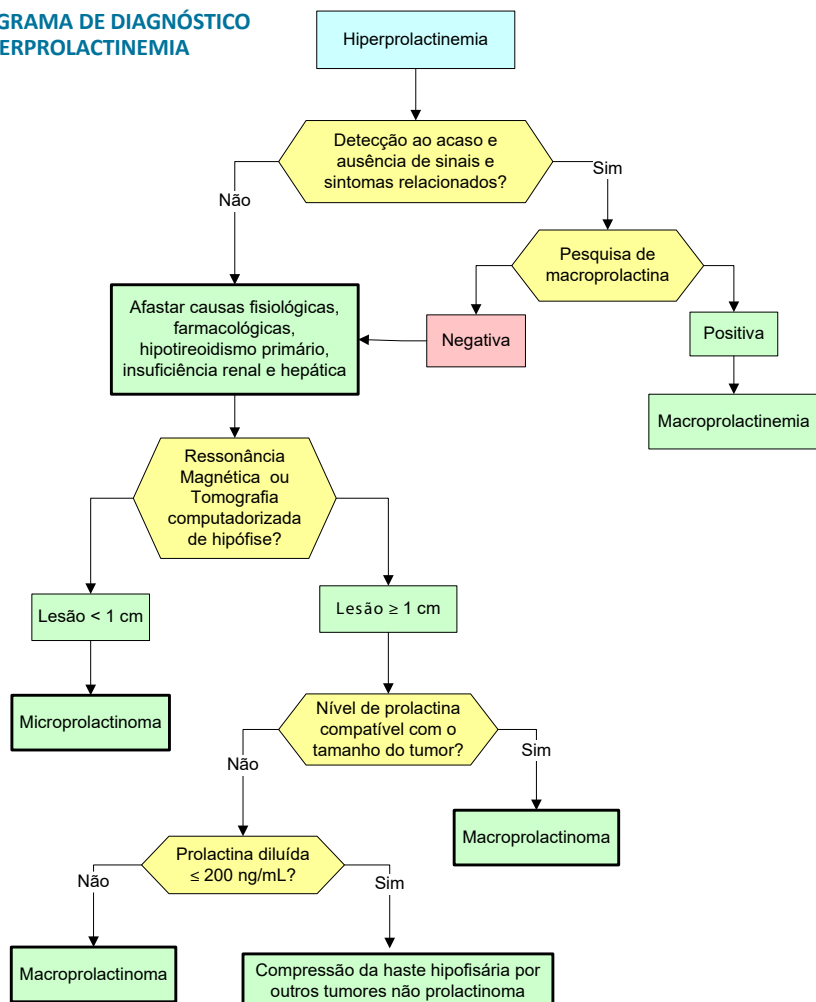 GRAMA DE DIAGNÓSTICO
ERPROLACTINEMIA
Hiperprolactinemia
Detecção ao acaso e
ausência de sinais e
sintomas relacionados?
Não
Sim
Pesquisa de
macroprolactina
Afastar causas fisiológicas,
farmacológicas,
hipotireoidismo primário,
insuficiência renal e hepática
Negativa
Positiva
Macroprolactinemia
Ressonância
Magnética ou
Tomografia
computadorizada
de hipófise?
Lesão < 1 cm
Lesão ≥ 1 cm
Microprolactinoma
Nível de prolactina
compatível com o
tamanho do tumor?
Não
Sim
Macroprolactinoma
Prolactina diluída
≤ 200 ng/mL?
Não
Sim
Macroprolactinoma
Compressão da haste hipofisária por
outros tumores não prolactinoma